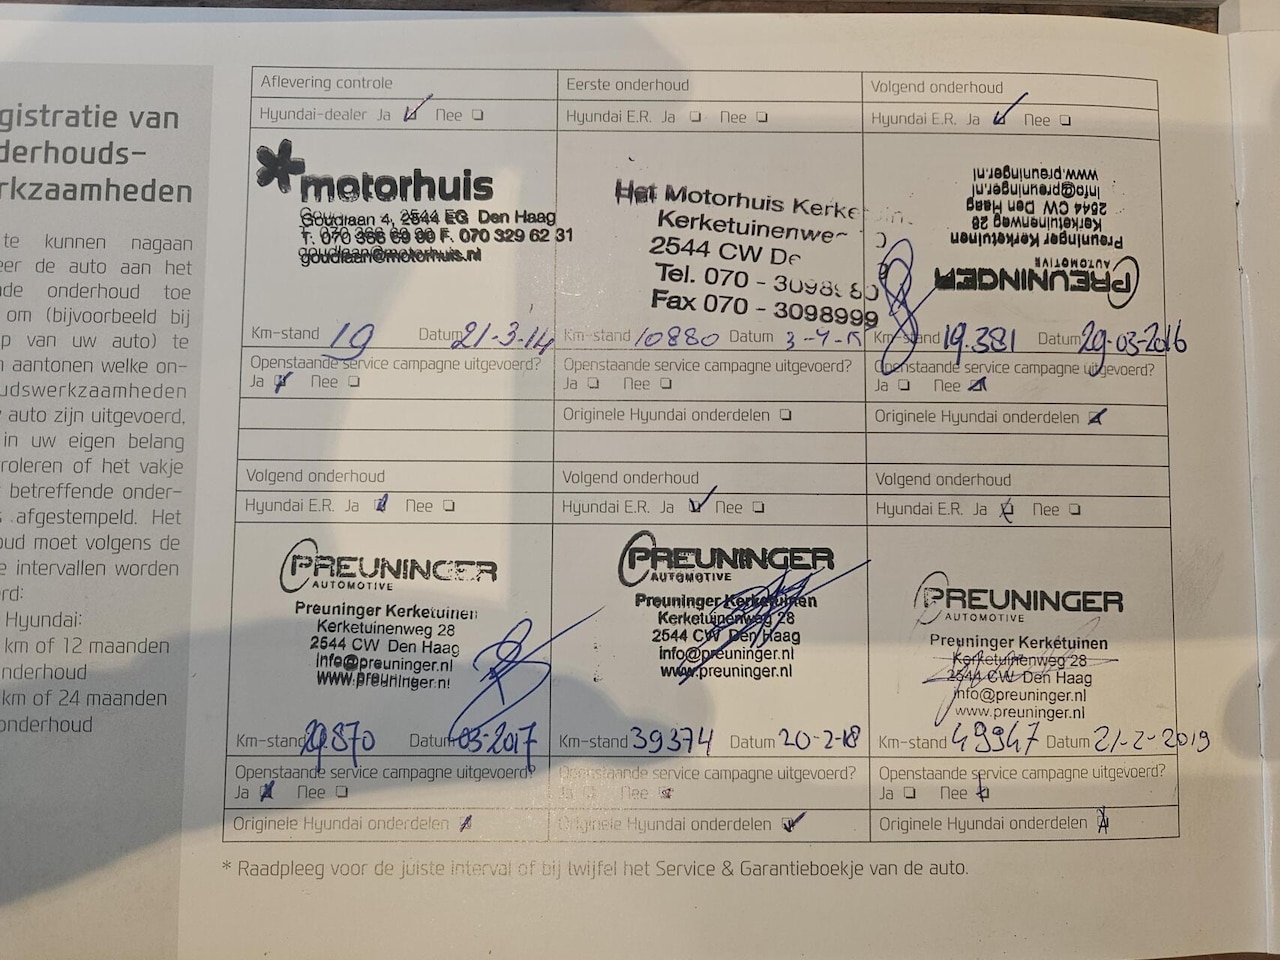 gistratie van
derhouds-
rkzaamheden
te kunnen nagaan
eer de auto aan het
de onderhoud toe
om (bijvoorbeeld bij
p van uw auto) te
n aantonen welke on-
udswerkzaamheden
auto zijn uitgevoerd,
in uw eigen belang
roleren of het vakje
betreffende onder-
afgestempeld. Het
oud moet volgens de
e intervallen worden
rd:
Hyundai:
km of 12 maanden
nderhoud
km of 24 maanden
onderhoud
Aflevering controle
Hyundai-dealer Ja Nee
motorhuis
Goudlaan 4, 2544 EG Den Haag
T. 070 366 69 89 F. 070 329 62 31
goudlaan@motorhuis.nl
Km-stand 19 Datum 21-3-14
Openstaande service campagne uitgevoerd?
Ja Nee
Eerste onderhoud
Hyundai E.R. Ja Nee
Het Motorhuis Kerke
Kerketuinenwe
2544 CW De
Tel. 070 - 3098
Fax 070 - 3098999
Km-stand 10880 Datum
Openstaande service campagne uitgevoerd?
Ja Nee
Originele Hyundai onderdelen
Volgend onderhoud
Hyundai E.R. Ja Nee
PREUNINGER
AUTOMOTIVE
Preuninger Kerketuinen
Kerketuinenweg 28
2544 CW Den Haag
info@preuninger.nl
www.preuninger.nl
Km-stand 19.381 Datum 29-03-2016
Openstaande service campagne uitgevoerd?
Ja Nee
Originele Hyundai onderdelen
Volgend onderhoud
Hyundai E.R. Ja Nee
PREUNINGER
AUTOMOTIVE
Preuninger Kerketuinen
Kerketuinenweg 28
2544 CW Den Haag
info@preuninger.nl
www.preuninger.nl
Km-stand 29870 Datum 03-2017
Openstaande service campagne uitgevoerd?
Ja Nee
Originele Hyundai onderdelen
Volgend onderhoud
Hyundai E.R. Ja Nee
PREUNINGER
AUTOMOTIVE
Preuninger Kerketuinen
Kerketuinenweg 28
2544 CW Den Haag
info@preuninger.nl
www.preuninger.nl
Km-stand 39374 Datum 20-2-18
Openstaande service campagne uitgevoerd?
Ja Nee
Originele Hyundai onderdelen
Volgend onderhoud
Hyundai E.R. Ja Nee
PREUNINGER
AUTOMOTIVE
Preuninger Kerketuinen
Kerketuinenweg 28
2544 CW Den Haag
info@preuninger.nl
www.preuninger.nl
Km-stand 49947 Datum 21-2-2019
Openstaande service campagne uitgevoerd?
Ja Nee
Originele Hyundai onderdelen
* Raadpleeg voor de juiste interval of bij twijfel het Service & Garantieboekje van de auto.